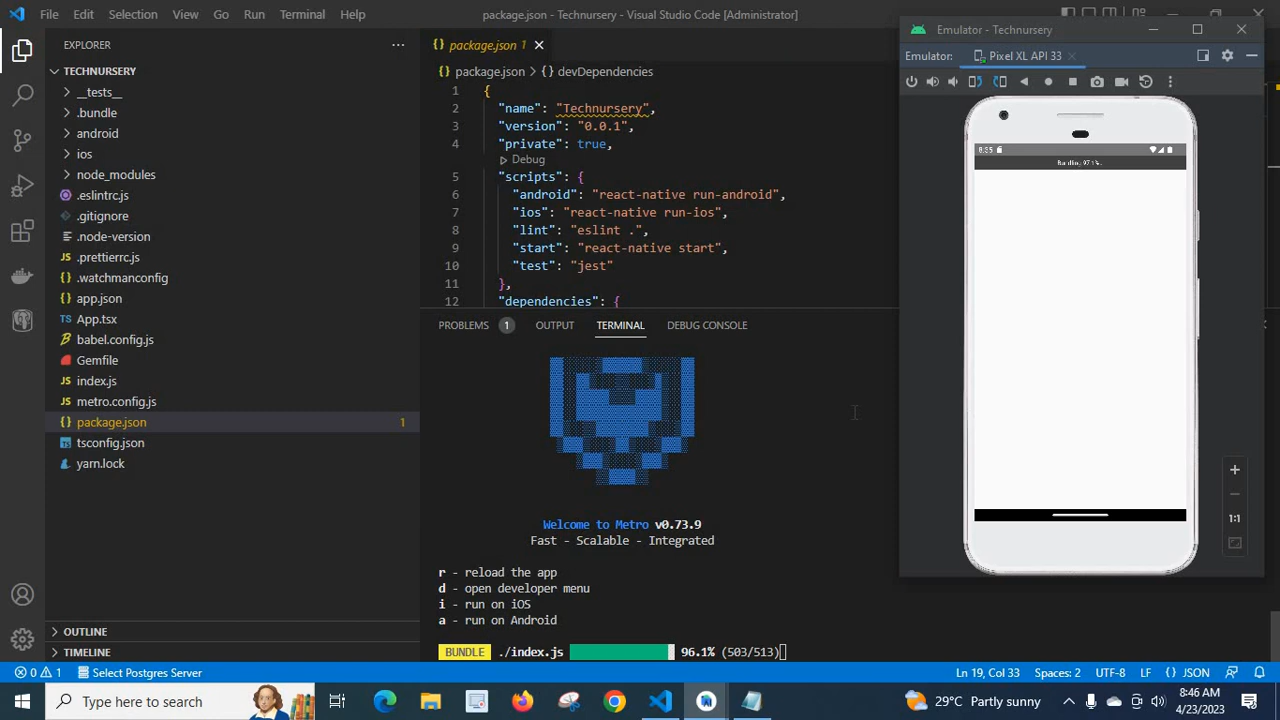 File Edit Selection View Go Run Terminal Help
package.json - Technursery - Visual Studio Code [Administrator]
EXPLORER
TECHNURSERY
__tests__
.bundle
android
ios
node_modules
.eslintrc.js
.gitignore
.node-version
.prettierrc.js
.watchmanconfig
app.json
App.tsx
babel.config.js
Gemfile
index.js
metro.config.js
package.json 1
tsconfig.json
yarn.lock
OUTLINE
TIMELINE
package.json 1
package.json > {} devDependencies
1 {
2 "name": "Technursery",
3 "version": "0.0.1",
4 "private": true,
Debug
5 "scripts": {
6 "android": "react-native run-android",
7 "ios": "react-native run-ios",
8 "lint": "eslint .",
9 "start": "react-native start",
10 "test": "jest"
11 },
12 "dependencies": {
PROBLEMS 1 OUTPUT TERMINAL DEBUG CONSOLE
Welcome to Metro v0.73.9
Fast - Scalable - Integrated
r - reload the app
d - open developer menu
i - run on iOS
a - run on Android
BUNDLE ./index.js 96.1% (503/513)
Emulator - Technursery
Emulator: Pixel XL API 33
1:1
0 1 Select Postgres Server
Ln 19, Col 33 Spaces: 2 UTF-8 LF {} JSON
Type here to search
29°C Partly sunny
8:46 AM
4/23/2023